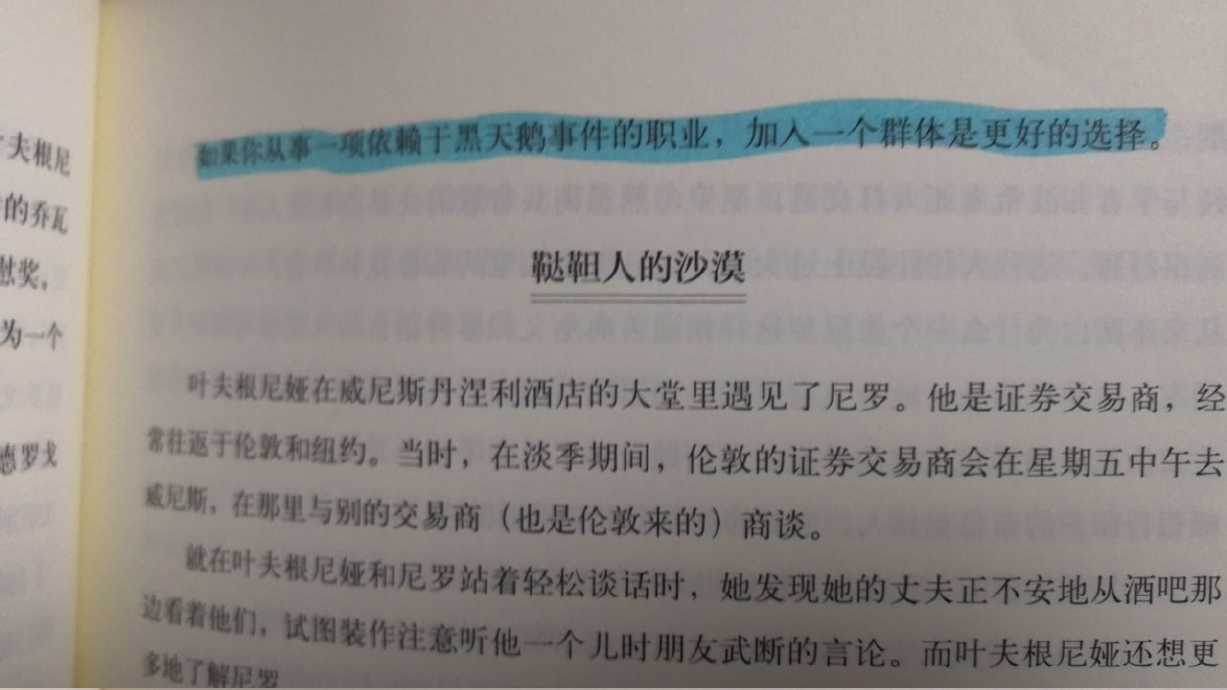 如果你从事一项依赖于黑天鹅事件的职业，加入一个群体是更好的选择。
鞑靼人的沙漠
叶夫根尼娅在威尼斯丹涅利酒店的大堂里遇见了尼罗。他是证券交易商，经
常往返于伦敦和纽约。当时，在淡季期间，伦敦的证券交易商会在星期五中午去
威尼斯，在那里与别的交易商（也是伦敦来的）商谈。
就在叶夫根尼娅和尼罗站着轻松谈话时，她发现她的丈夫正不安地从酒吧那
边看着他们，试图装作注意听他一个儿时朋友武断的言论。而叶夫根尼娅还想更
多地了解尼罗
夫根尼
的乔瓦
慰奖，
为一个
德罗戈